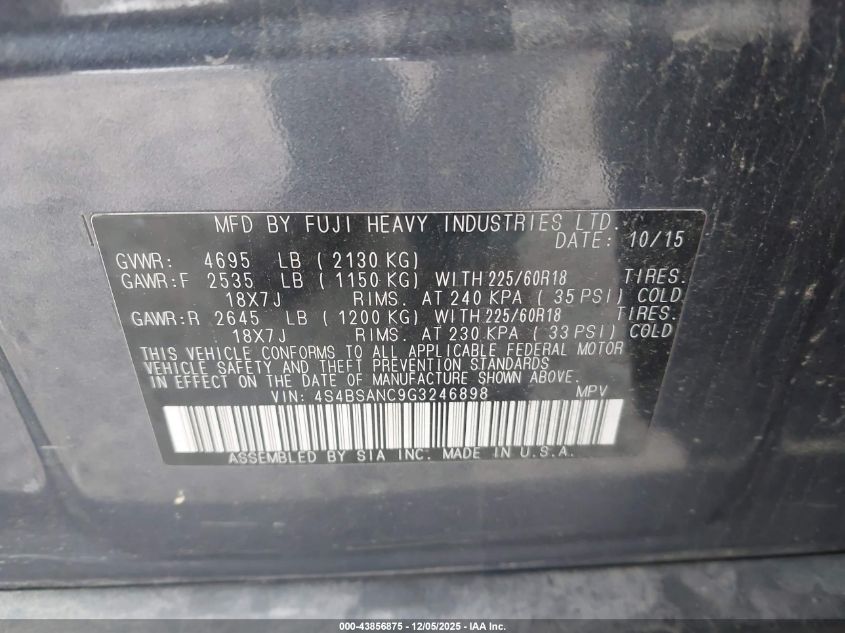 MFD BY FUJI HEAVY INDUSTRIES LTD.
DATE: 10/15
GVWR: 4695 LB ( 2130 KG)
GAWR:F 2535 LB ( 1150 KG) WITH 225/60R18 TIRES.
18X7J RIMS. AT 240 KPA ( 35 PSI) COLD
GAWR:R 2645 LB ( 1200 KG) WITH 225/60R18 TIRES.
18X7J RIMS. AT 230 KPA ( 33 PSI) COLD
THIS VEHICLE CONFORMS TO ALL APPLICABLE FEDERAL MOTOR
VEHICLE SAFETY AND THEFT PREVENTION STANDARDS
IN EFFECT ON THE DATE OF MANUFACTURE SHOWN ABOVE.
VIN: 4S4BSANC9G3246898 MPV
ASSEMBLED BY SIA INC. MADE IN U.S.A.
000-43856875 - 12/05/2025 - IAA Inc.